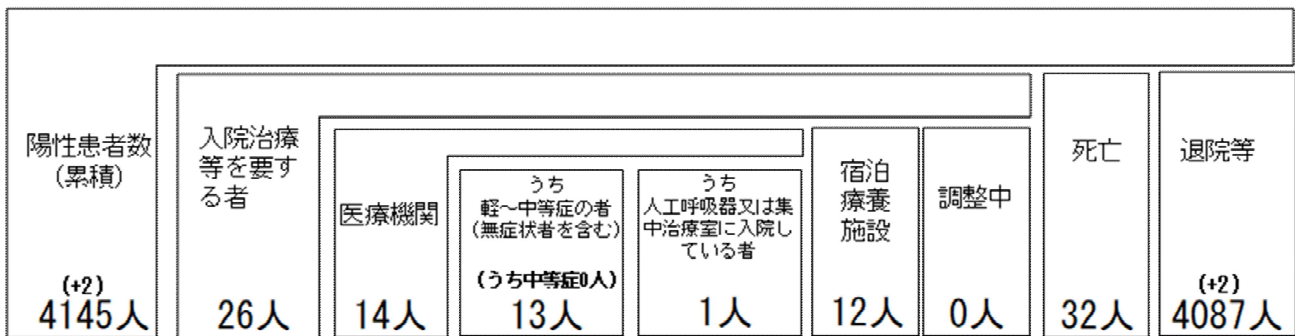 陽性患者数
(累積)
(+2)
4145人
入院治療
等を要す
る者
26人
医療機関
14人
うち
軽～中等症の者
(無症状者を含む)
(うち中等症0人)
13人
うち
人工呼吸器又は集
中治療室に入院し
ている者
1人
宿泊
療養
施設
12人
調整中
0人
死亡
32人
退院等
(+2)
4087人